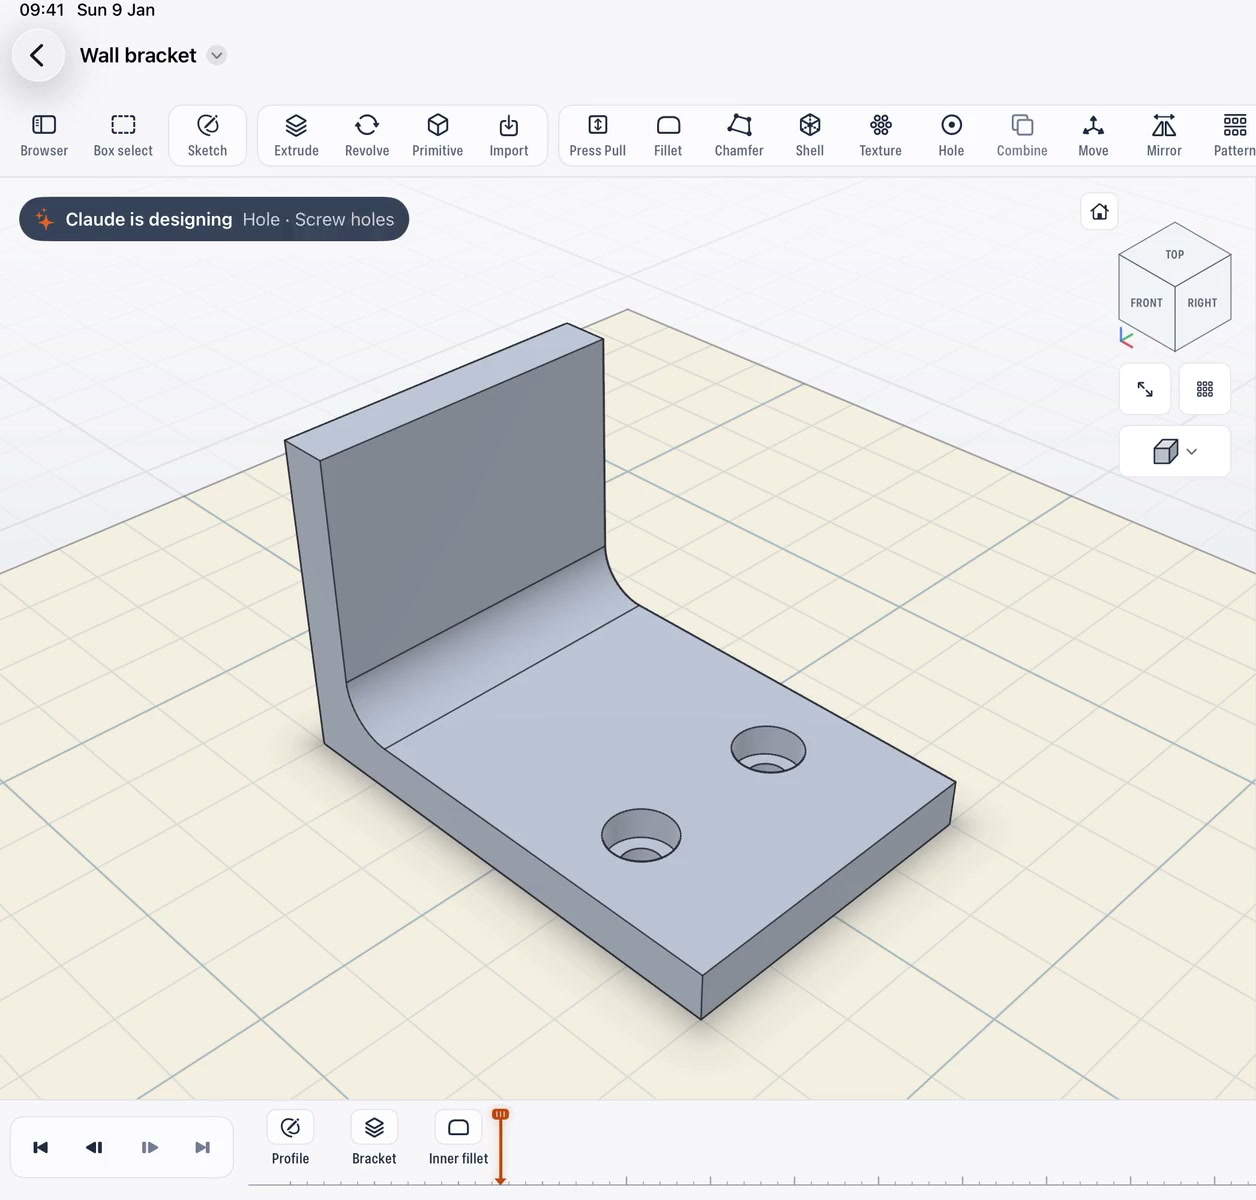 09:41 Sun 9 Jan
Wall bracket
Browser
Box select
Sketch
Extrude
Revolve
Primitive
Import
Press Pull
Fillet
Chamfer
Shell
Texture
Hole
Combine
Move
Mirror
Pattern
Claude is designing Hole · Screw holes
TOP
FRONT
RIGHT
Profile
Bracket
Inner fillet